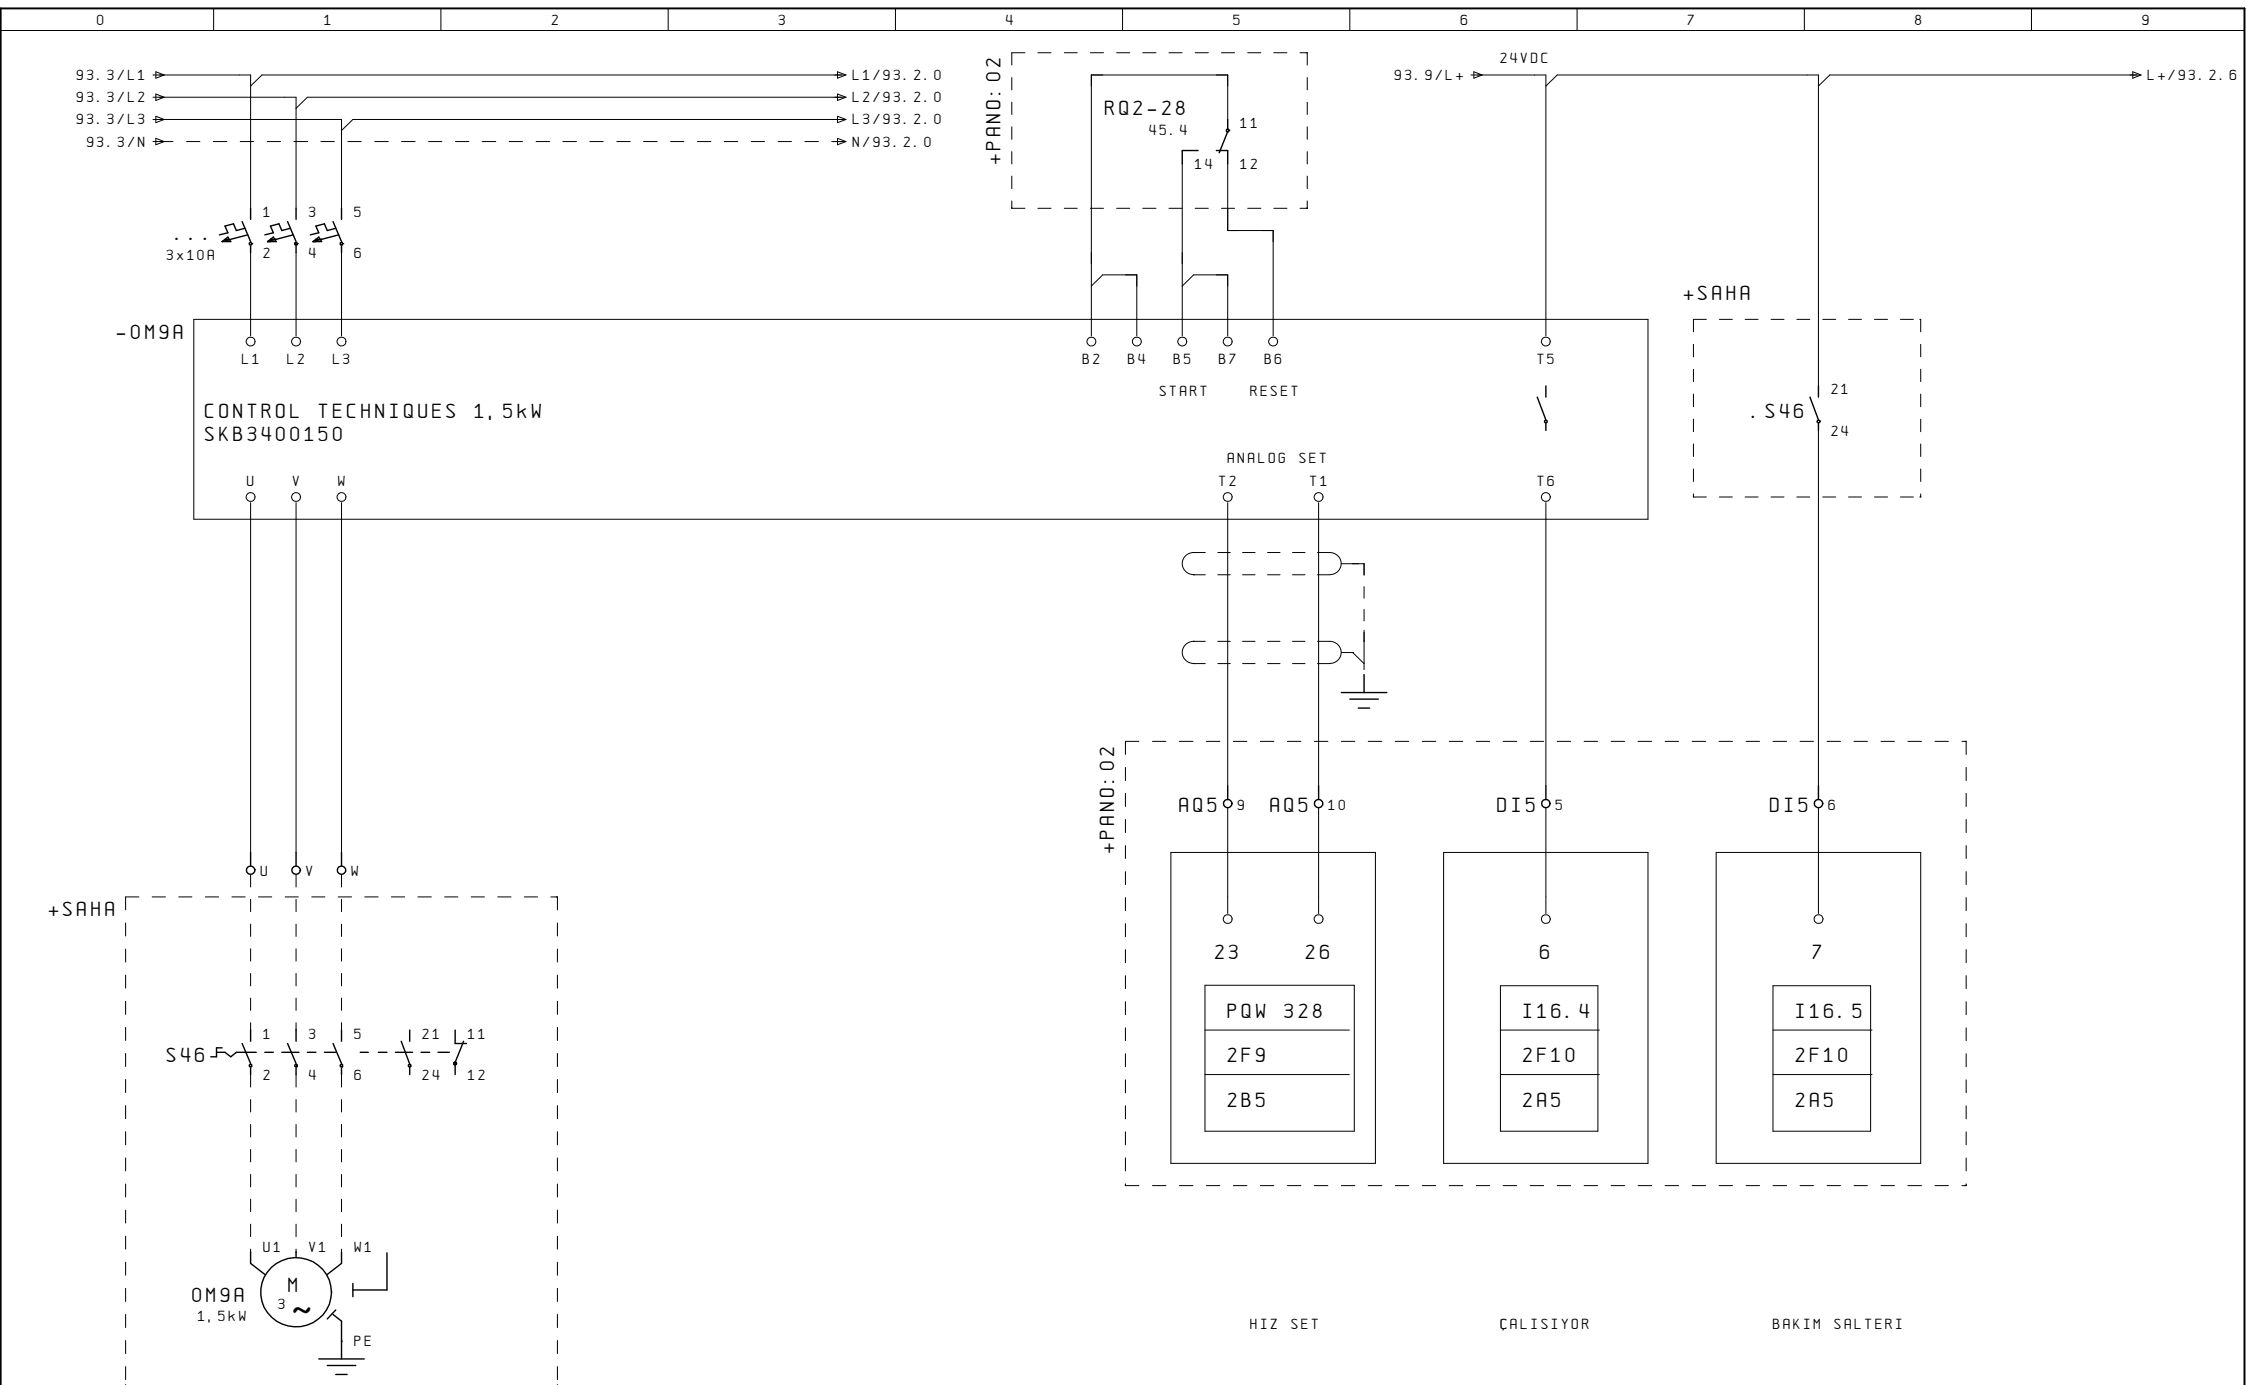 0 1 2 3 4 5 6 7 8 9
93.3/L1 L1/93.2.0
93.3/L2 L2/93.2.0
93.3/L3 L3/93.2.0
93.3/N N/93.2.0
+PANO:02
RQ2-28
45.4
11
14 12
24VDC
93.9/L+ L+/93.2.6
1 3 5
...
3x10A
2 4 6
-OM9A
L1 L2 L3
B2 B4 B5 B7 B6
T5
START RESET
CONTROL TECHNIQUES 1,5kW
SKB3400150
ANALOG SET
U V W
T2 T1
T6
+SAHA
21
.S46
24
+PANO:02
AQ5 9 AQ5 10
DI5 5
DI5 6
23 26
6
7
PQW 328
2F9
2B5
I16.4
2F10
2A5
I16.5
2F10
2A5
U V W
+SAHA
1 3 5 21 11
S46
2 4 6 24 12
U1 V1 W1
M
3 ~
OM9A
1,5kW
PE
HIZ SET
ÇALISIYOR
BAKIM SALTERI